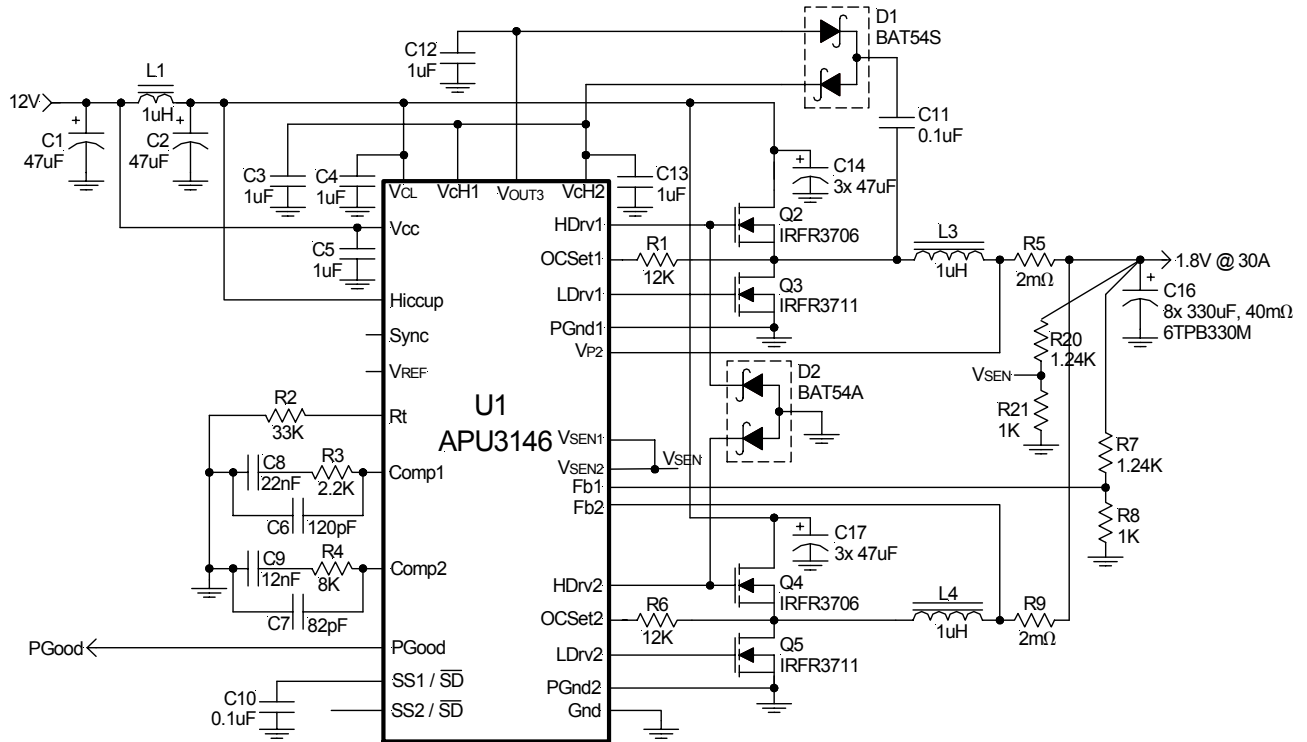 D1
BAT54S
C12
1uF
L1
12V
1uH
C1
47uF
C2
47uF
C11
0.1uF
C3
1uF
C4
1uF
C13
1uF
C14
3x 47uF
VCL
VcH1
VOUT3
VcH2
Vcc
C5
1uF
HDrv1
Q2
IRFR3706
OCSet1
R1
12K
L3
1uH
R5
2mΩ
1.8V @ 30A
Hiccup
LDrv1
Q3
IRFR3711
C16
8x 330uF, 40mΩ
6TPB330M
Sync
PGnd1
VP2
R20
1.24K
VREF
D2
BAT54A
VSEN
R2
33K
Rt
U1
APU3146
R21
1K
VSEN1
VSEN2
VSEN
R7
1.24K
C8
22nF
R3
2.2K
Comp1
Fb1
Fb2
C6
120pF
R8
1K
C17
3x 47uF
C9
12nF
R4
8K
Comp2
HDrv2
Q4
IRFR3706
C7
82pF
OCSet2
R6
12K
L4
1uH
R9
2mΩ
PGood
PGood
LDrv2
Q5
IRFR3711
SS1 / SD
PGnd2
C10
0.1uF
SS2 / SD
Gnd